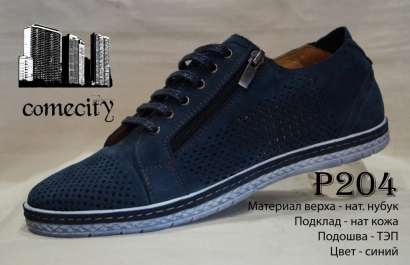 comecity
P204
Материал верха - нат. нубук
Подклад - нат кожа
Подошва - ТЭП
Цвет - синий